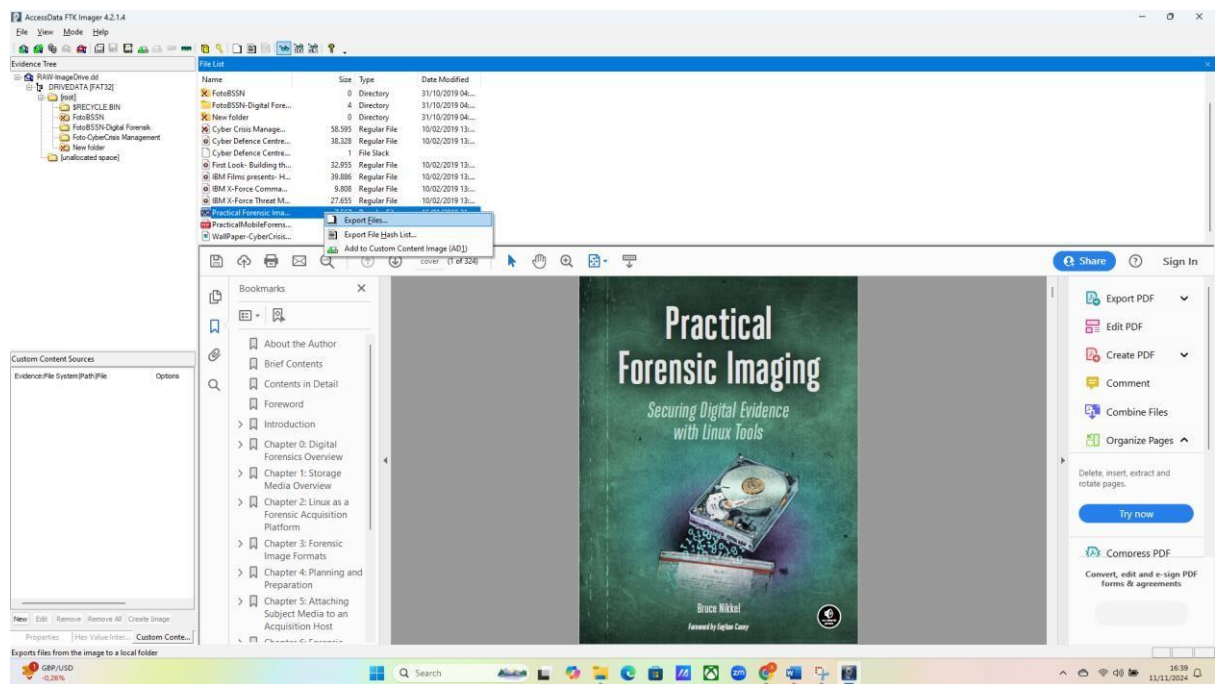 AccessData FTK Imager 4.2.1.4
File View Mode Help
Evidence Tree
RAW-ImageDrive.dd
DRIVEDATA [FAT32]
[root]
$RECYCLE.BIN
FotoBSSN
FotoBSSN-Digital Forensik
Foto-CyberCrisis Management
New folder
[unallocated space]
File List
Name Size Type Date Modified
FotoBSSN 0 Directory 31/10/2019 04:...
FotoBSSN-Digital Fore... 4 Directory 31/10/2019 04:...
New folder 0 Directory 31/10/2019 04:...
Cyber Crisis Manage... 58.595 Regular File 10/02/2019 13:...
Cyber Defence Centre... 38.328 Regular File 10/02/2019 13:...
Cyber Defence Centre... 1 File Slack
First Look- Building th... 32.955 Regular File 10/02/2019 13:...
IBM Films presents- H... 39.886 Regular File 10/02/2019 13:...
IBM X-Force Comma... 9.808 Regular File 10/02/2019 13:...
IBM X-Force Threat M... 27.655 Regular File 10/02/2019 13:...
Practical Forensic Ima...
PracticalMobileForens...
WallPaper-CyberCrisis...
Export Files...
Export File Hash List...
Add to Custom Content Image (AD1)
cover (1 of 324)
Share
Sign In
Bookmarks
About the Author
Brief Contents
Contents in Detail
Foreword
Introduction
Chapter 0: Digital
Forensics Overview
Chapter 1: Storage
Media Overview
Chapter 2: Linux as a
Forensic Acquisition
Platform
Chapter 3: Forensic
Image Formats
Chapter 4: Planning and
Preparation
Chapter 5: Attaching
Subject Media to an
Acquisition Host
Practical
Forensic Imaging
Securing Digital Evidence
with Linux Tools
Bruce Nikkel
Foreword by Eoghan Casey
Export PDF
Edit PDF
Create PDF
Comment
Combine Files
Organize Pages
Delete, insert, extract and
rotate pages.
Try now
Compress PDF
Convert, edit and e-sign PDF
forms & agreements
Custom Content Sources
Evidence:File System|Path|File Options
New Edit Remove Remove All Create Image
Properties Hex Value Inter... Custom Conte...
Exports files from the image to a local folder
GBP/USD
-0,26%
Search
16:39
11/11/2024